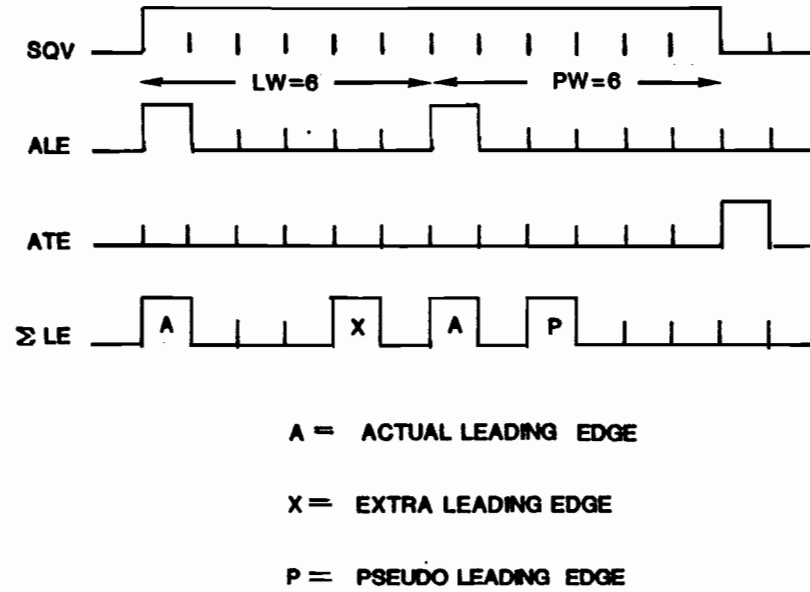 SQV
LW=6 PW=6
ALE
ATE
Σ LE A X A P
A = ACTUAL LEADING EDGE
X = EXTRA LEADING EDGE
P = PSEUDO LEADING EDGE